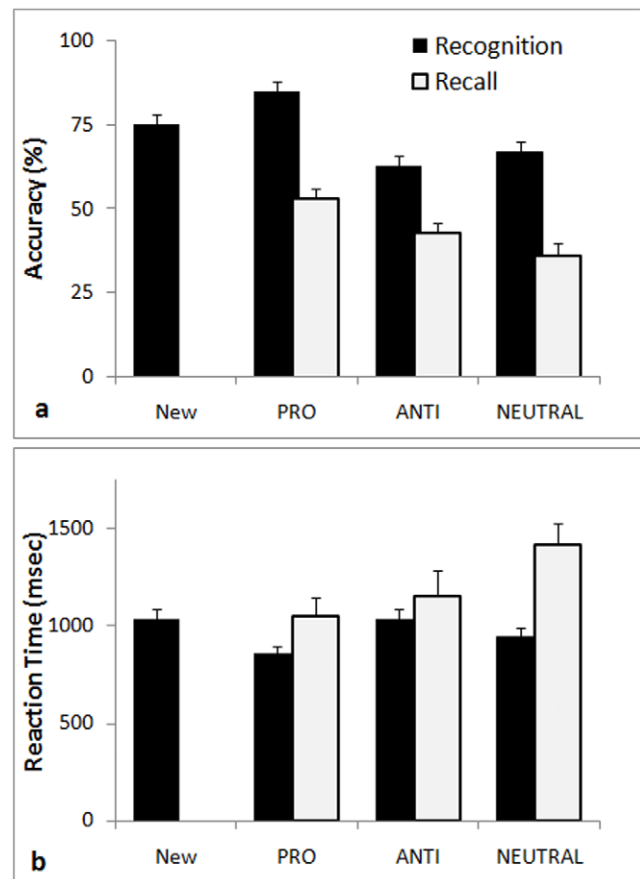 100
75
50
25
0
Accuracy (%)
Recognition
Recall
a
New PRO ANTI NEUTRAL
1500
1000
500
0
Reaction Time (msec)
b
New PRO ANTI NEUTRAL